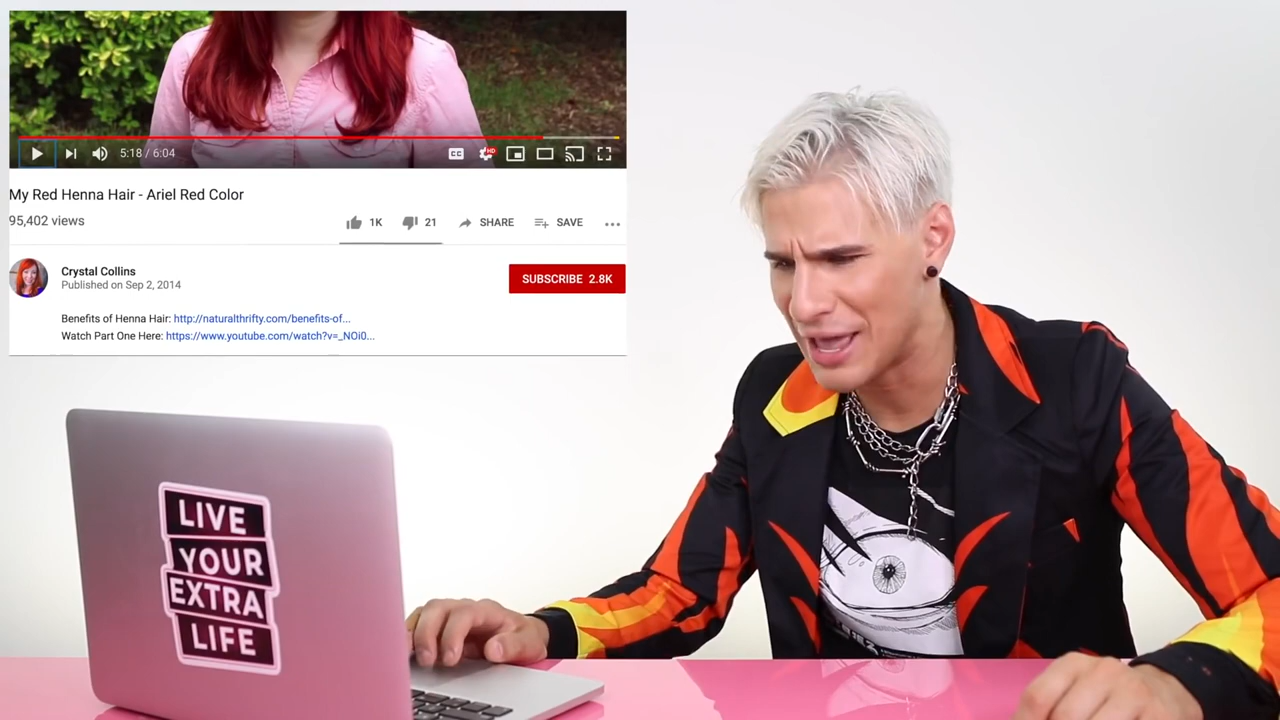 5:18 / 6:04
CC
HD
My Red Henna Hair - Ariel Red Color
95,402 views
1K
21
SHARE
SAVE
Crystal Collins
Published on Sep 2, 2014
SUBSCRIBE 2.8K
Benefits of Henna Hair: http://naturalthrifty.com/benefits-of...
Watch Part One Here: https://www.youtube.com/watch?v=_NOi0...
LIVE
YOUR
EXTRA
LIFE